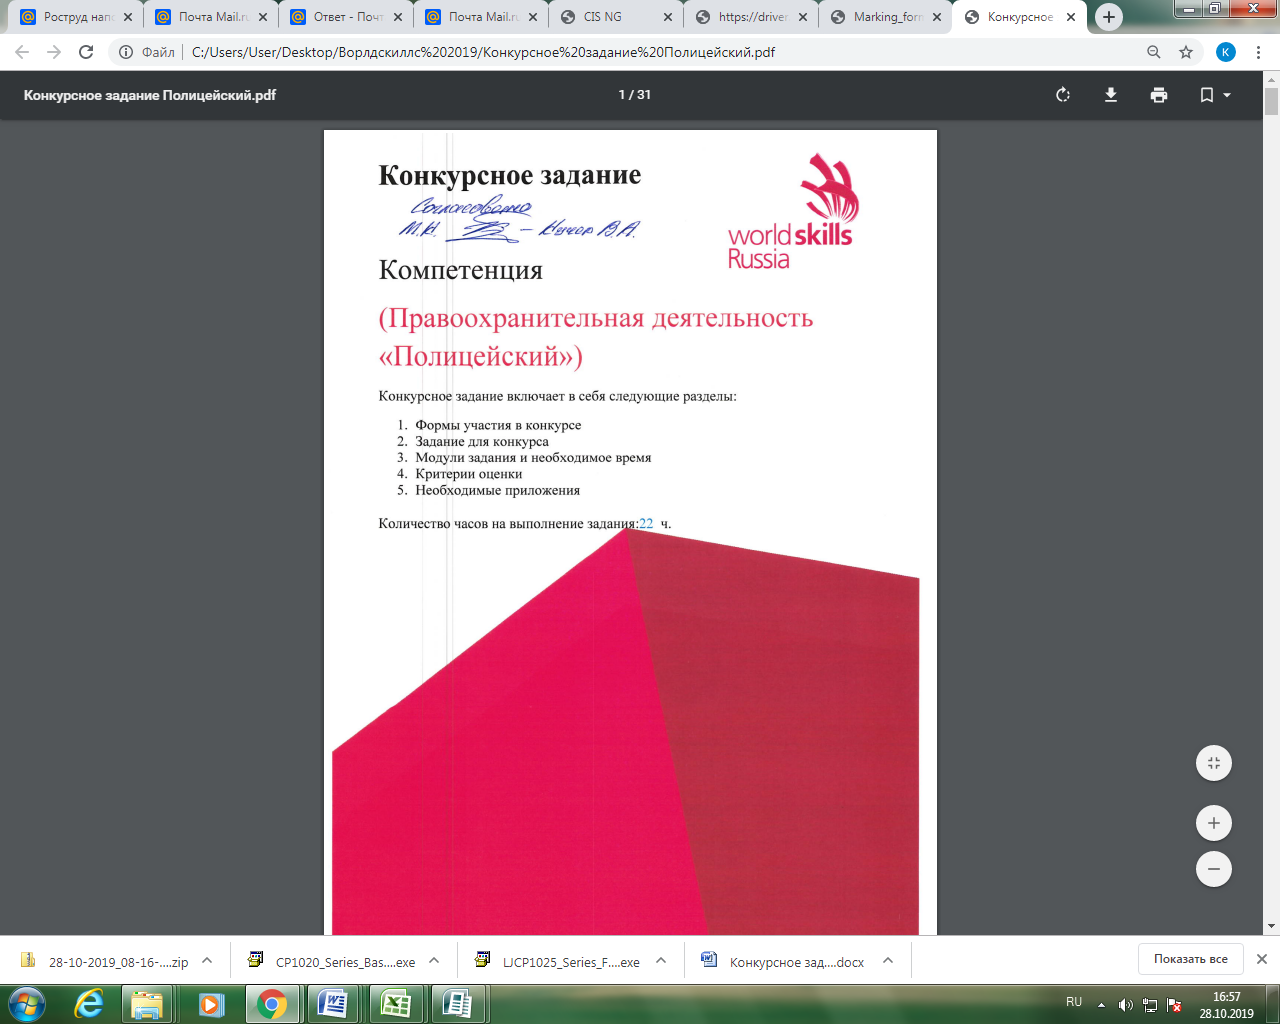 Роструд напо
Почта Mail.ru
Ответ - Почт
Почта Mail.ru
CIS NG
https://driver.
Marking_form
Конкурсное
Файл | C:/Users/User/Desktop/Ворлдскиллс%202019/Конкурсное%20задание%20Полицейский.pdf
K
Конкурсное задание Полицейский.pdf
1 / 31
Конкурсное задание
Согласовано
М.Н.
В.А.
world skills
Russia
Компетенция
(Правоохранительная деятельность
«Полицейский»)
Конкурсное задание включает в себя следующие разделы:
1. Формы участия в конкурсе
2. Задание для конкурса
3. Модули задания и необходимое время
4. Критерии оценки
5. Необходимые приложения
Количество часов на выполнение задания:22 ч.
28-10-2019_08-16-....zip
CP1020_Series_Bas....exe
LJCP1025_Series_F....exe
Конкурсное зад....docx
Показать все
RU
16:57
28.10.2019